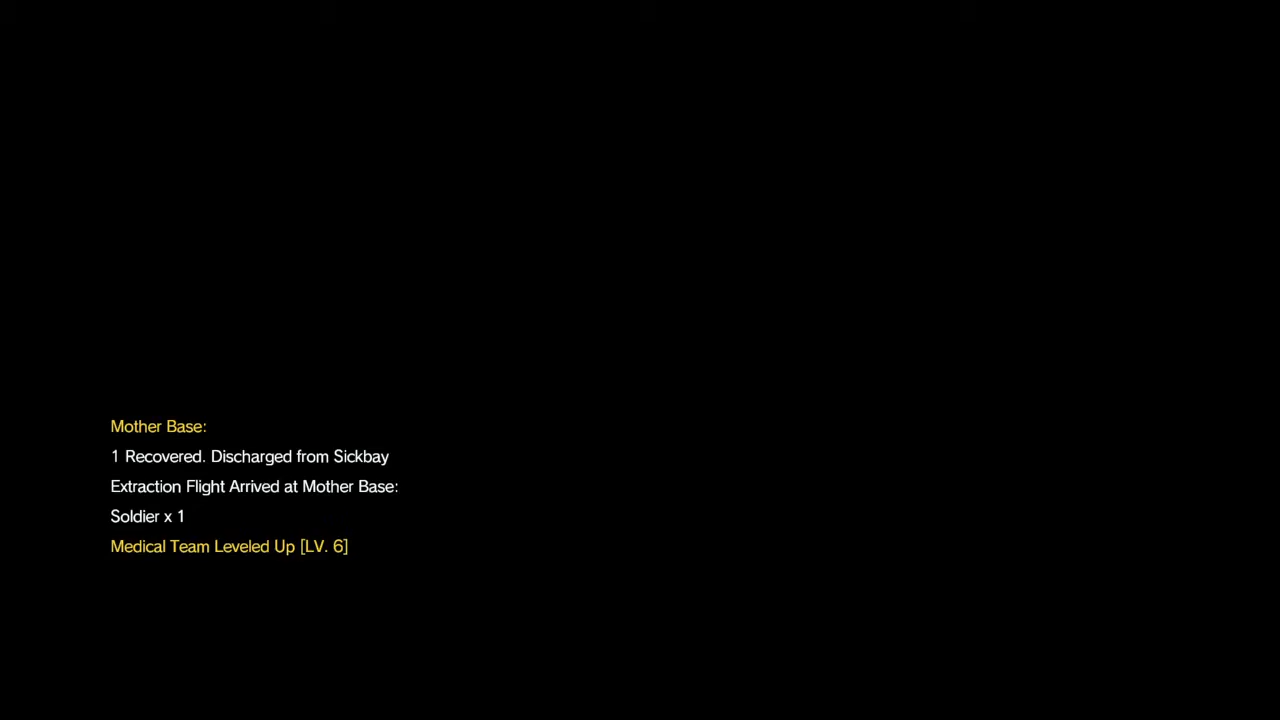 Mother Base:
1 Recovered. Discharged from Sickbay
Extraction Flight Arrived at Mother Base:
Soldier x 1
Medical Team Leveled Up [LV. 6]